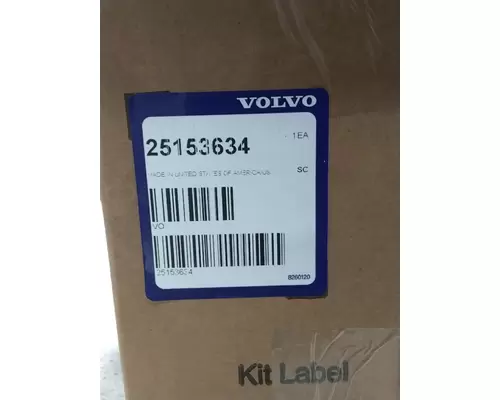 VOLVO
25153634 1EA
MADE IN UNITED STATES OF AMERICA/US SC
VO
25153634 8260120
Kit Label